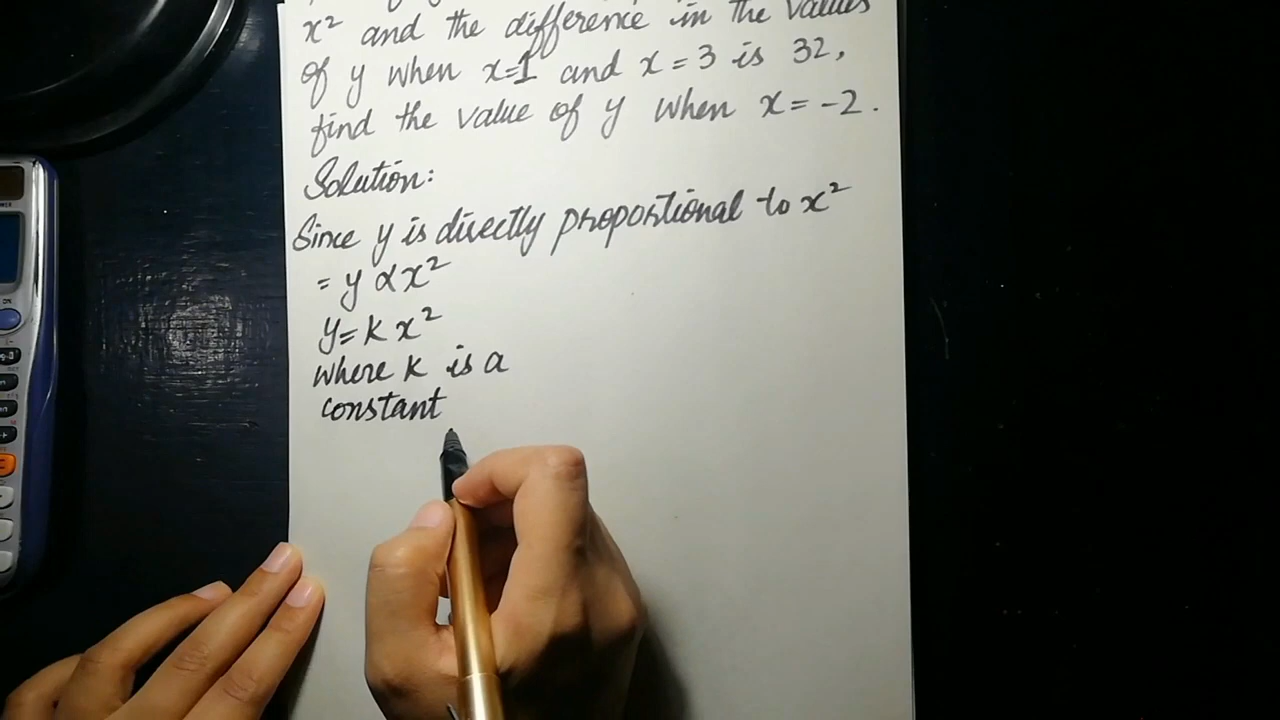 x² and the difference in the values
of y when x=1 and x = 3 is 32,
find the value of y when x = -2.
Solution:
Since y is directly proportional to x²
= y ∝ x²
y = k x²
where k is a
constant